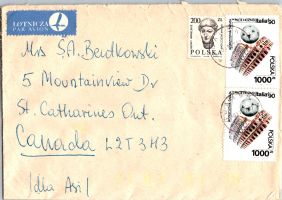 LOTNICZA
PAR AVION
200 ZŁ
POLSKA
Italia'90
POLSKA
1000 ZŁ
Italia'90
POLSKA
1000 ZŁ
Mrs S.A. Berdkowski
5 Mountainview Dr
St. Catharines Ont.
Canada L2T 3H3